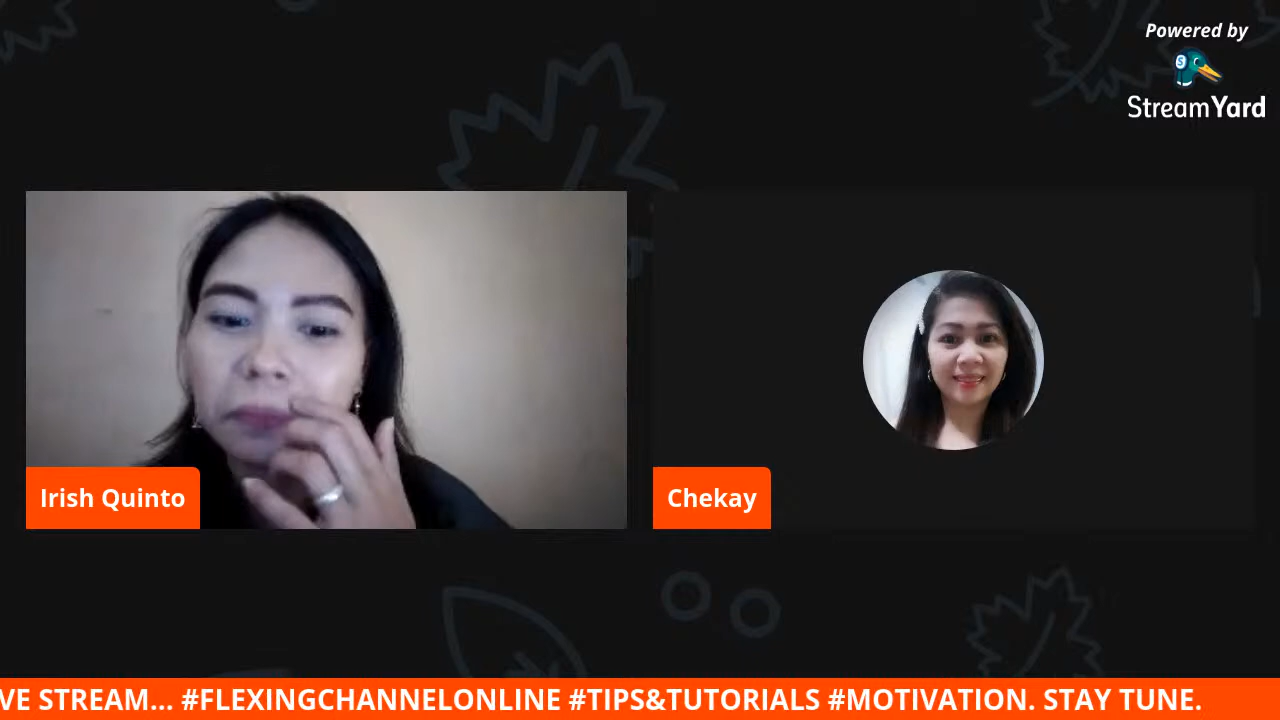 Powered by
StreamYard
Irish Quinto
Chekay
VE STREAM... #FLEXINGCHANNELONLINE #TIPS&TUTORIALS #MOTIVATION. STAY TUNE.